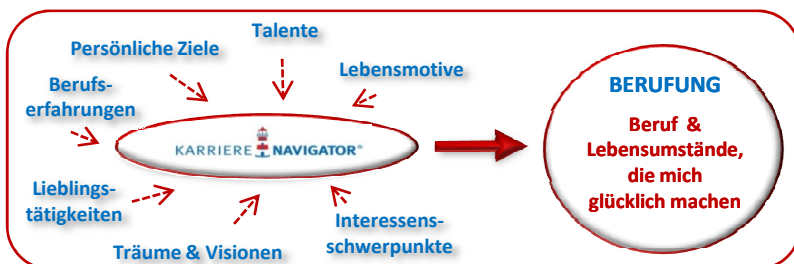 Talente
Persönliche Ziele
Lebensmotive
Berufs-
erfahrungen
KARRIERE NAVIGATOR®
Lieblings-
tätigkeiten
Träume & Visionen
Interessens-
schwerpunkte
BERUFUNG
Beruf &
Lebensumstände,
die mich
glücklich machen